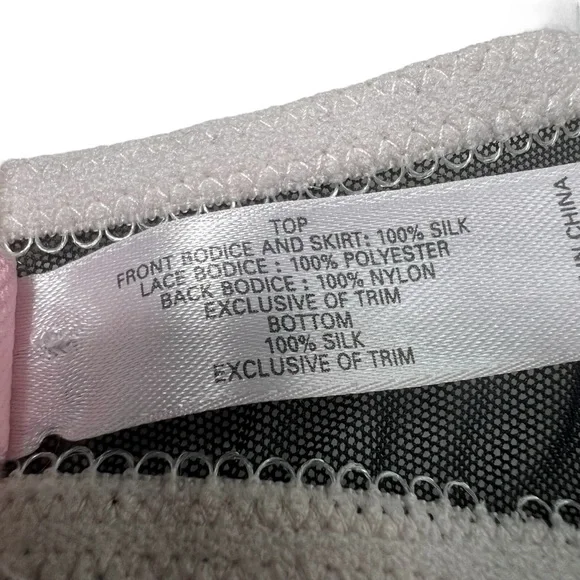 TOP
FRONT BODICE AND SKIRT: 100% SILK
LACE BODICE : 100% POLYESTER
BACK BODICE : 100% NYLON
EXCLUSIVE OF TRIM
BOTTOM
100% SILK
EXCLUSIVE OF TRIM
IN CHINA